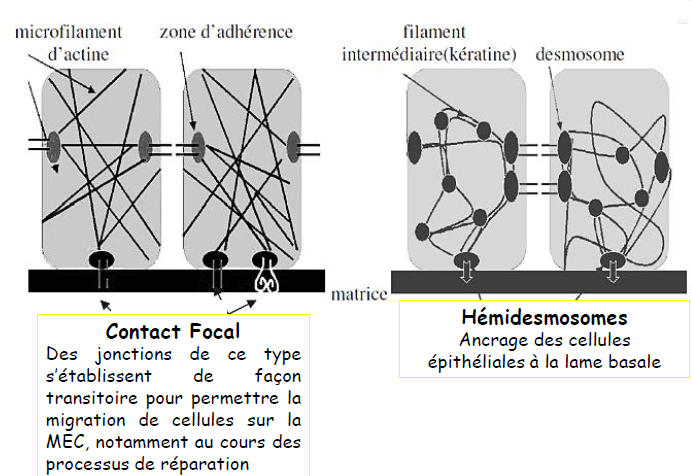 microfilament
d'actine
zone d'adhérence
filament
intermédiaire(kératine)
desmosome
matrice
Contact Focal
Des jonctions de ce type
s'établissent de façon
transitoire pour permettre la
migration de cellules sur la
MEC, notamment au cours des
processus de réparation
Hémidesmosomes
Ancrage des cellules
épithéliales à la lame basale